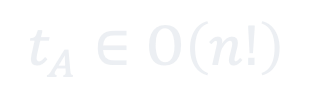 t_A ∈ O(n!)